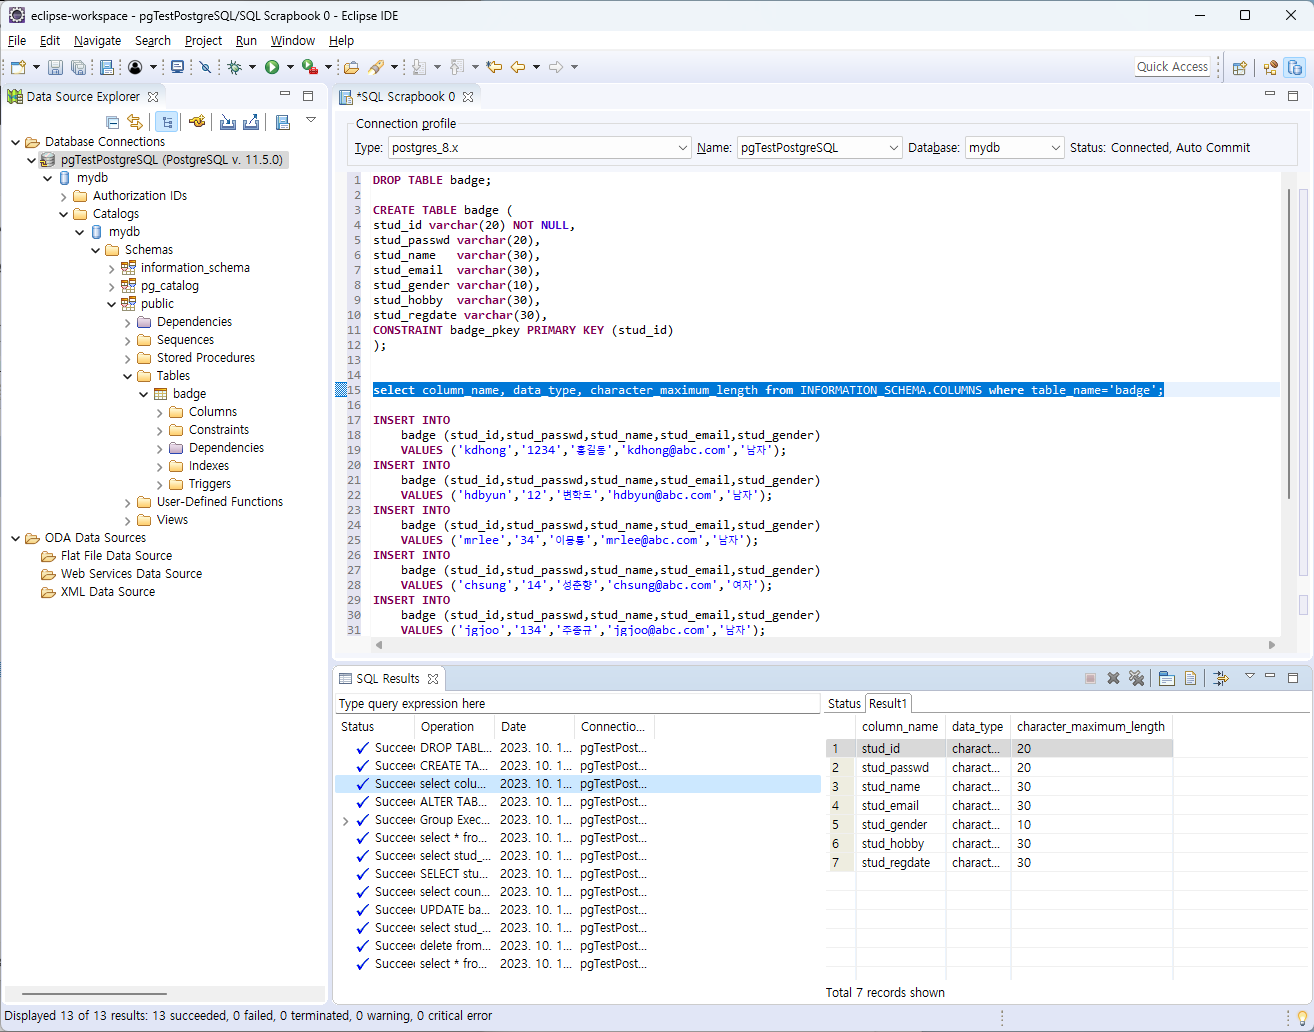 eclipse-workspace - pgTestPostgreSQL/SQL Scrapbook 0 - Eclipse IDE
File Edit Navigate Search Project Run Window Help
Quick Access
Data Source Explorer
Database Connections
pgTestPostgreSQL (PostgreSQL v. 11.5.0)
mydb
Authorization IDs
Catalogs
mydb
Schemas
information_schema
pg_catalog
public
Dependencies
Sequences
Stored Procedures
Tables
badge
Columns
Constraints
Dependencies
Indexes
Triggers
User-Defined Functions
Views
ODA Data Sources
Flat File Data Source
Web Services Data Source
XML Data Source
*SQL Scrapbook 0
Connection profile
Type: postgres_8.x Name: pgTestPostgreSQL Database: mydb Status: Connected, Auto Commit
1 DROP TABLE badge;
2
3 CREATE TABLE badge (
4 stud_id varchar(20) NOT NULL,
5 stud_passwd varchar(20),
6 stud_name varchar(30),
7 stud_email varchar(30),
8 stud_gender varchar(10),
9 stud_hobby varchar(30),
10 stud_regdate varchar(30),
11 CONSTRAINT badge_pkey PRIMARY KEY (stud_id)
12 );
13
14
15 select column_name, data_type, character_maximum_length from INFORMATION_SCHEMA.COLUMNS where table_name='badge';
16
17 INSERT INTO
18 badge (stud_id,stud_passwd,stud_name,stud_email,stud_gender)
19 VALUES ('kdhong','1234','홍길동','kdhong@abc.com','남자');
20 INSERT INTO
21 badge (stud_id,stud_passwd,stud_name,stud_email,stud_gender)
22 VALUES ('hdbyun','12','변학도','hdbyun@abc.com','남자');
23 INSERT INTO
24 badge (stud_id,stud_passwd,stud_name,stud_email,stud_gender)
25 VALUES ('mrlee','34','이몽룡','mrlee@abc.com','남자');
26 INSERT INTO
27 badge (stud_id,stud_passwd,stud_name,stud_email,stud_gender)
28 VALUES ('chsung','14','성춘향','chsung@abc.com','여자');
29 INSERT INTO
30 badge (stud_id,stud_passwd,stud_name,stud_email,stud_gender)
31 VALUES ('jgjoo','134','주종규','jgjoo@abc.com','남자');
SQL Results
Type query expression here
Status Operation Date Connectio...
Succee DROP TABL... 2023. 10. 1... pgTestPost...
Succee CREATE TA... 2023. 10. 1... pgTestPost...
Succee select colu... 2023. 10. 1... pgTestPost...
Succee ALTER TAB... 2023. 10. 1... pgTestPost...
Succee Group Exec... 2023. 10. 1... pgTestPost...
Succee select * fro... 2023. 10. 1... pgTestPost...
Succee select stud_... 2023. 10. 1... pgTestPost...
Succee SELECT stu... 2023. 10. 1... pgTestPost...
Succee select coun... 2023. 10. 1... pgTestPost...
Succee UPDATE ba... 2023. 10. 1... pgTestPost...
Succee select stud_... 2023. 10. 1... pgTestPost...
Succee delete from... 2023. 10. 1... pgTestPost...
Succee select * fro... 2023. 10. 1... pgTestPost...
Status Result1
column_name data_type character_maximum_length
1 stud_id charact... 20
2 stud_passwd charact... 20
3 stud_name charact... 30
4 stud_email charact... 30
5 stud_gender charact... 10
6 stud_hobby charact... 30
7 stud_regdate charact... 30
Total 7 records shown
Displayed 13 of 13 results: 13 succeeded, 0 failed, 0 terminated, 0 warning, 0 critical error